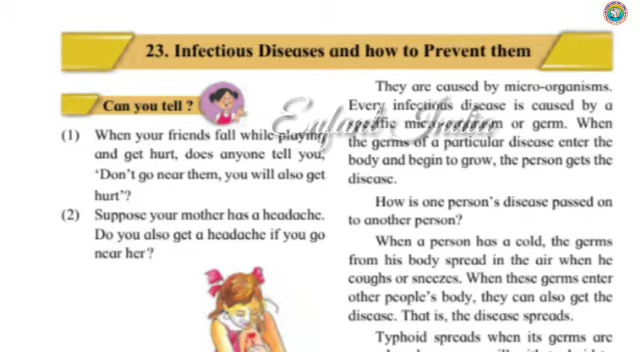 23. Infectious Diseases and how to Prevent them
Can you tell ?
(1) When your friends fall while playing
and get hurt, does anyone tell you,
'Don't go near them, you will also get
hurt'?
(2) Suppose your mother has a headache.
Do you also get a headache if you go
near her?
They are caused by micro-organisms.
Every infectious disease is caused by a
specific micro-organism or germ. When
the germs of a particular disease enter the
body and begin to grow, the person gets the
disease.
How is one person's disease passed on
to another person?
When a person has a cold, the germs
from his body spread in the air when he
coughs or sneezes. When these germs enter
other people's body, they can also get the
disease. That is, the disease spreads.
Typhoid spreads when its germs are
Enfant India